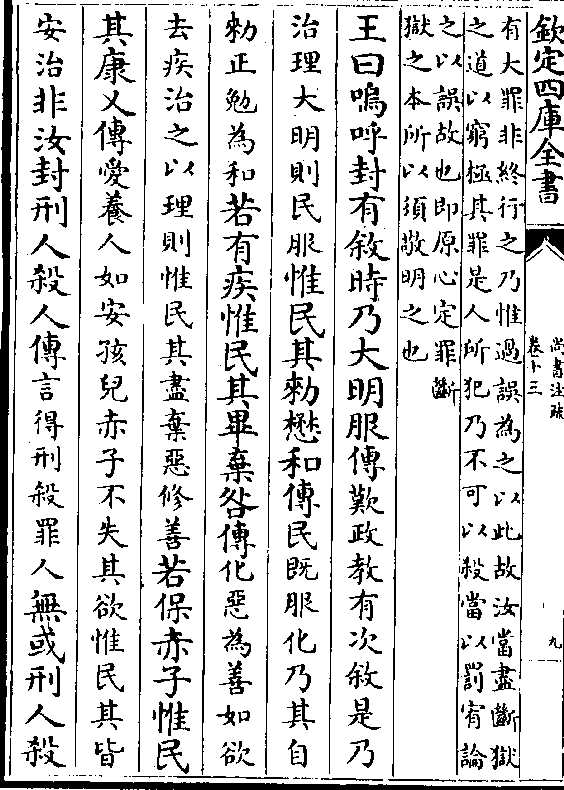 欽定四庫全書
尚書注疏
卷十三
九
有大罪非終行之乃惟過誤為之以此故汝當盡斷獄
之道以窮極其罪是人所犯乃不可以殺當以罰宥論
之以誤故也即原心定罪斷
獄之本所以須敬明之也
王曰嗚呼封有敘時乃大明服傳歎政教有次敘是乃
治理大明則民服惟民其勑懋和傳民既服化乃其自
勑正勉為和若有疾惟民其畢棄咎傳化惡為善如欲
去疾治之以理則惟民其盡棄惡修善若保赤子惟民
其康乂傳愛養人如安孩兒赤子不失其欲惟民其皆
安治非汝封刑人殺人傳言得刑殺罪人無或刑人殺